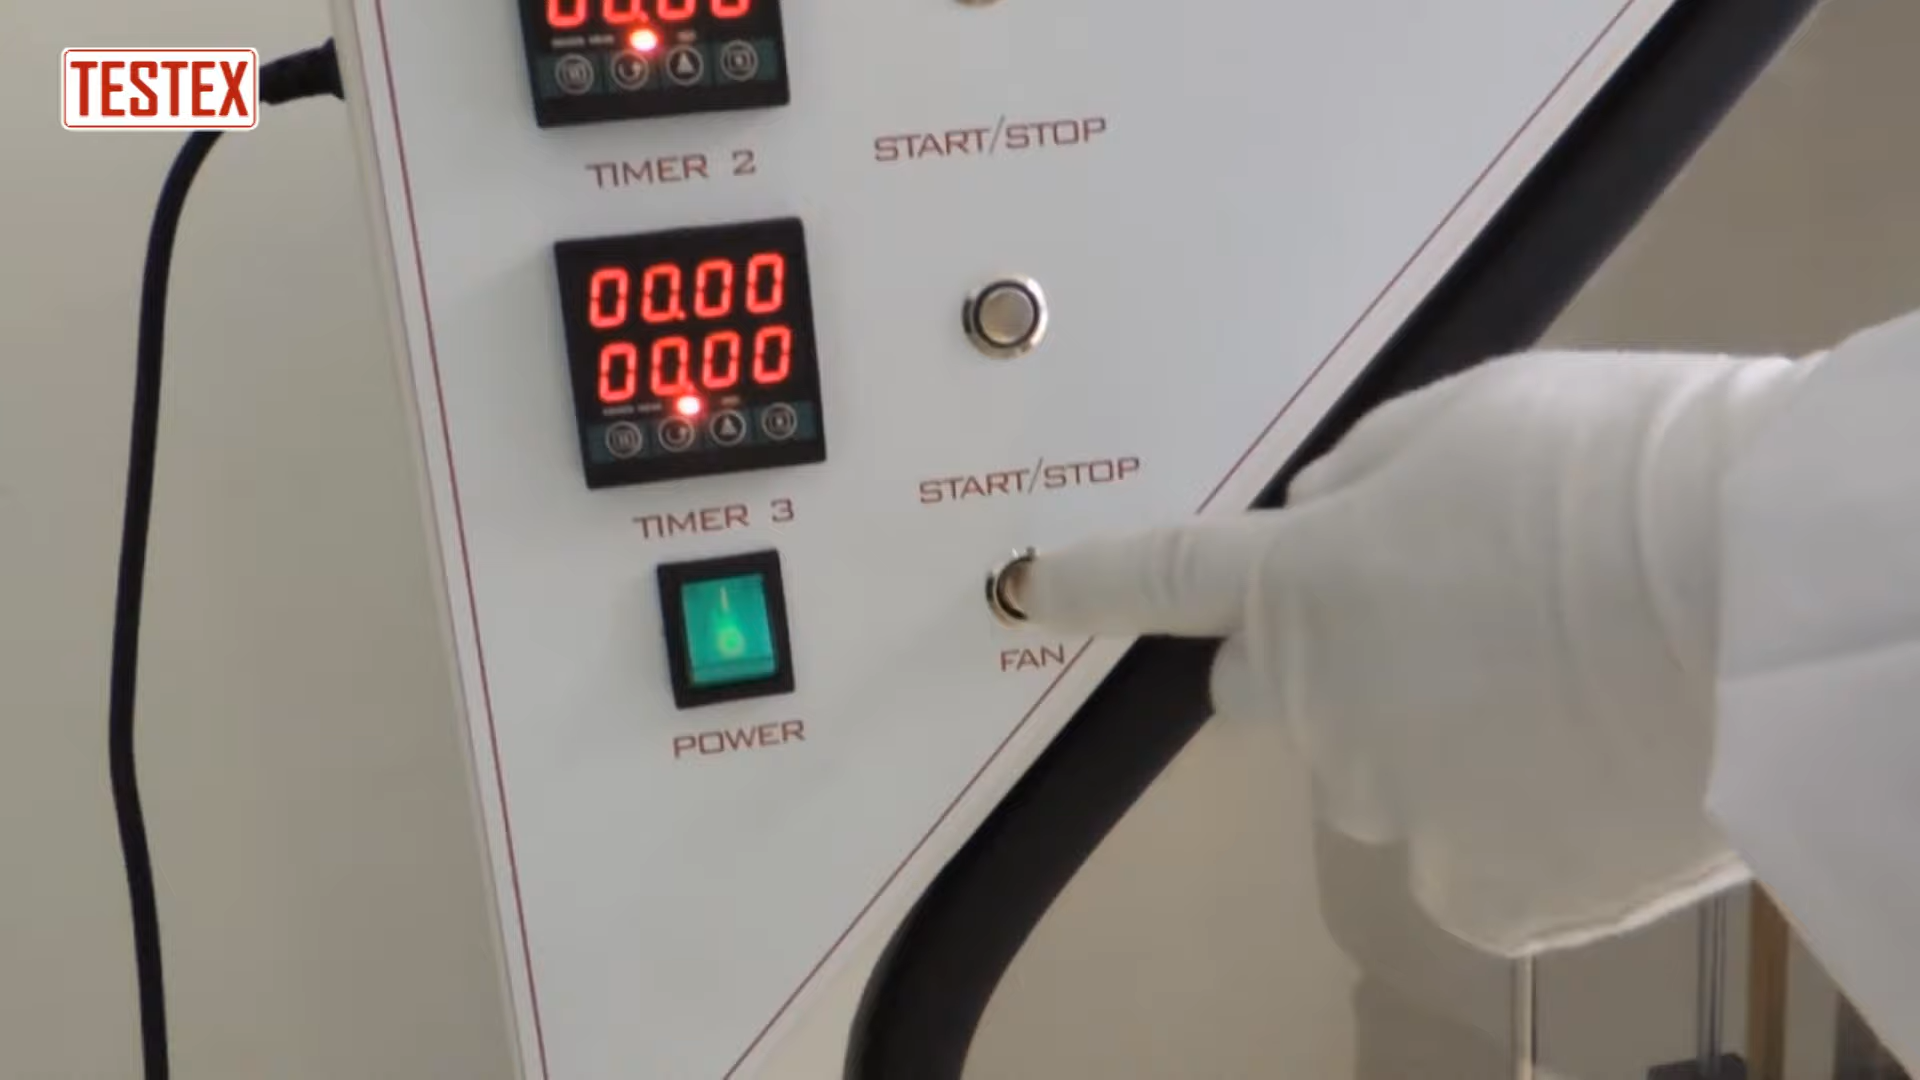 TESTEX
00.00
START/STOP
TIMER 2
00.00
00.00
START/STOP
TIMER 3
FAN
POWER